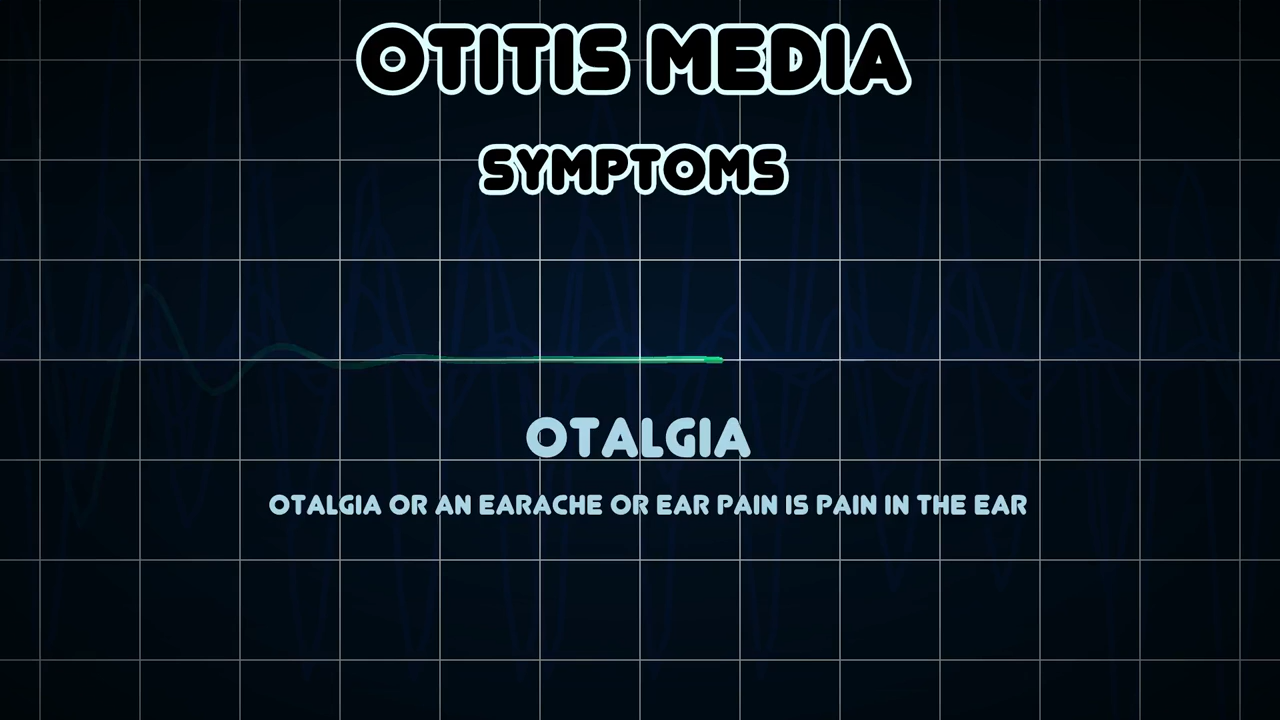 OTITIS MEDIA
SYMPTOMS
OTALGIA
OTALGIA OR AN EARACHE OR EAR PAIN IS PAIN IN THE EAR